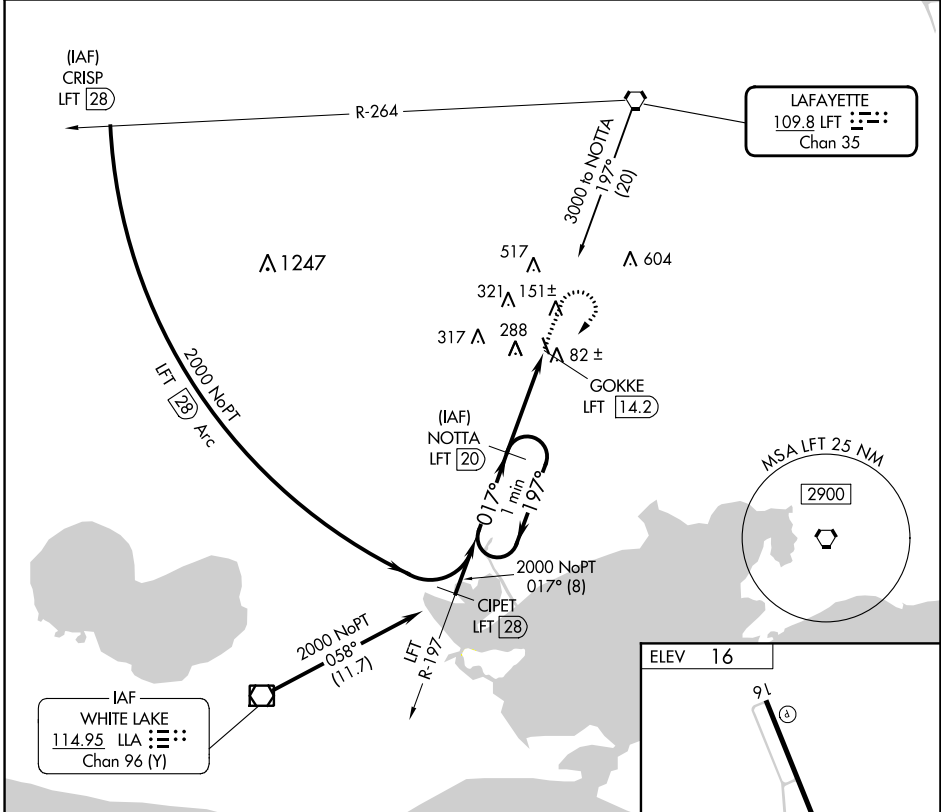 (IAF)
CRISP
LFT 28
R-264
LAFAYETTE
109.8 LFT
Chan 35
3000 to NOTTA
197°
(20)
1247
517
604
321
151±
317
288
82 ±
GOKKE
LFT 14.2
2000 NoPT
LFT 28 Arc
(IAF)
NOTTA
LFT 20
017°
1 min
197°
MSA LFT 25 NM
2900
2000 NoPT
017° (8)
CIPET
LFT 28
2000 NoPT
058°
(11.7)
LFT
R-197
IAF
WHITE LAKE
114.95 LLA
Chan 96 (Y)
ELEV 16
16
P